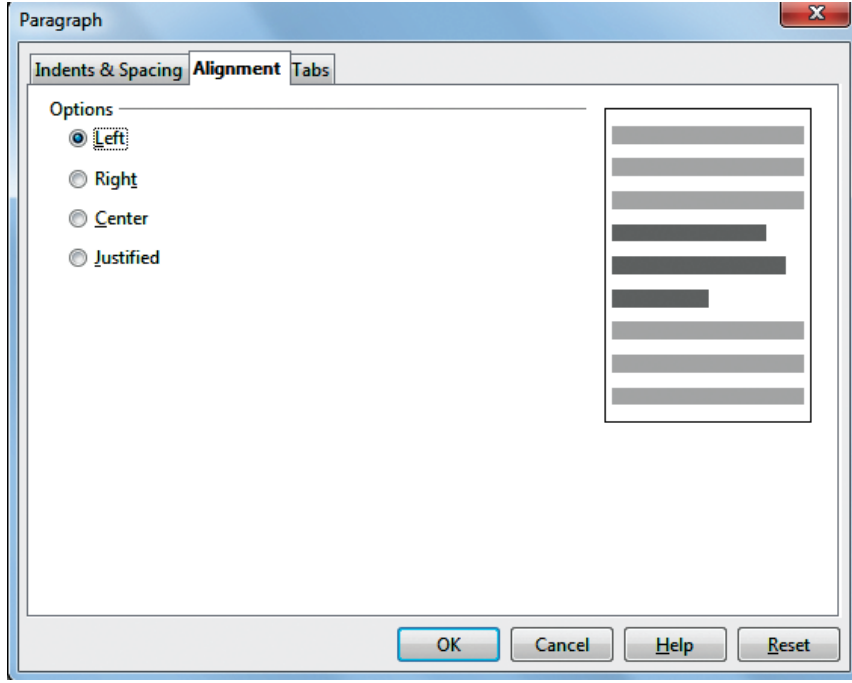 Paragraph
Indents & Spacing Alignment Tabs
Options
Left
Right
Center
Justified
OK Cancel Help Reset